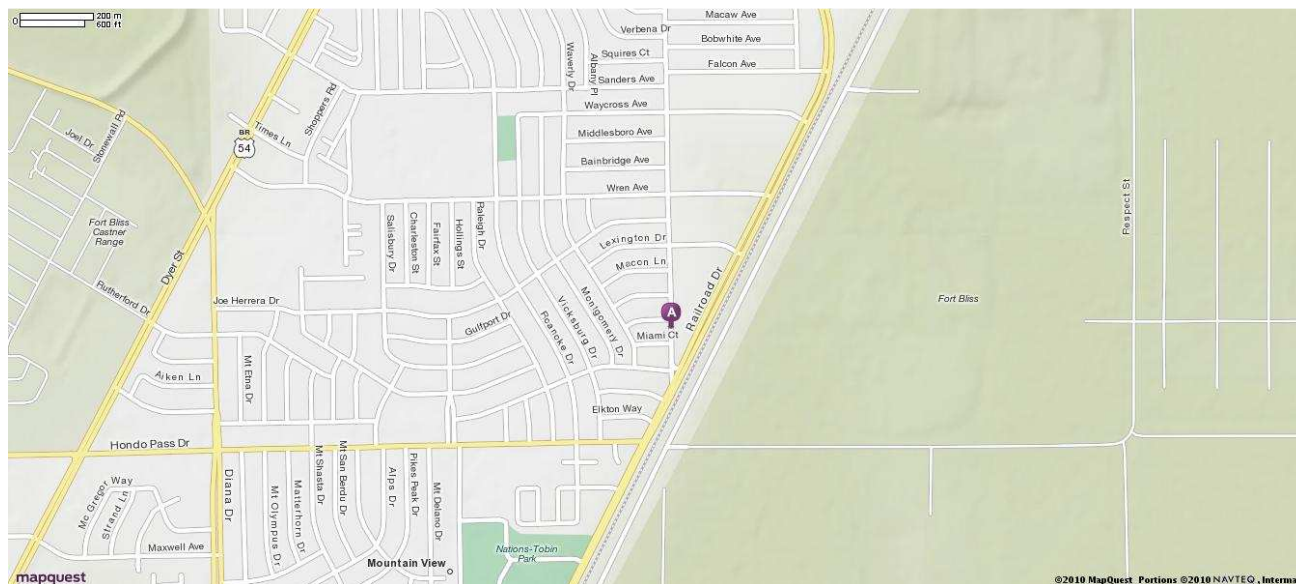 0 200 m
600 ft
Macaw Ave
Verbena Dr
Bobwhite Ave
Squires Ct
Falcon Ave
Waverly Dr
Albany Pl
Sanders Ave
Shoppers Rd
Waycross Ave
Times Ln
BR
54
Middlesboro Ave
Bainbridge Ave
Wren Ave
Joel Dr
Stonewall Rd
Fort Bliss
Castner
Range
Dyer St
Rutherford Dr
Salisbury Dr
Charleston St
Fairfax St
Hollings St
Raleigh Dr
Lexington Dr
Macon Ln
Respect St
Joe Herrera Dr
Gulfport Dr
Roanoke Dr
Vicksburg Dr
Montgomery Dr
A
Miami Ct
Railroad Dr
Fort Bliss
Aiken Ln
Mt Etna Dr
Elkton Way
Hondo Pass Dr
Mc Gregor Way
Strand Ln
Maxwell Ave
Diana Dr
Mt Olympus Dr
Matterhorn Dr
Mt Shasta Dr
Mt San Berdu Dr
Alps Dr
Pikes Peak Dr
Mt Delano Dr
Nations-Tobin
Park
Mountain View
mapquest
©2010 MapQuest Portions ©2010 NAVTEQ, Interma